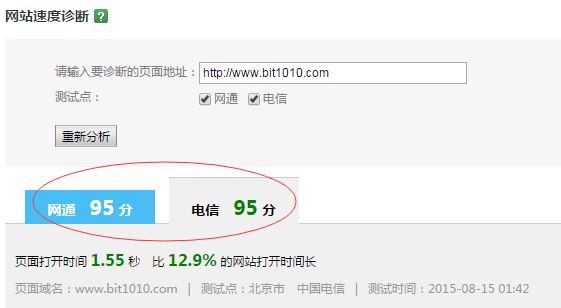 网站速度诊断 ?
请输入要诊断的页面地址： http://www.bit1010.com
测试点： 网通 电信
重新分析
网通 95 分 电信 95 分
页面打开时间 1.55 秒 比 12.9% 的网站打开时间长
页面域名：www.bit1010.com | 测试点：北京市 中国电信 | 测试时间：2015-08-15 01:42